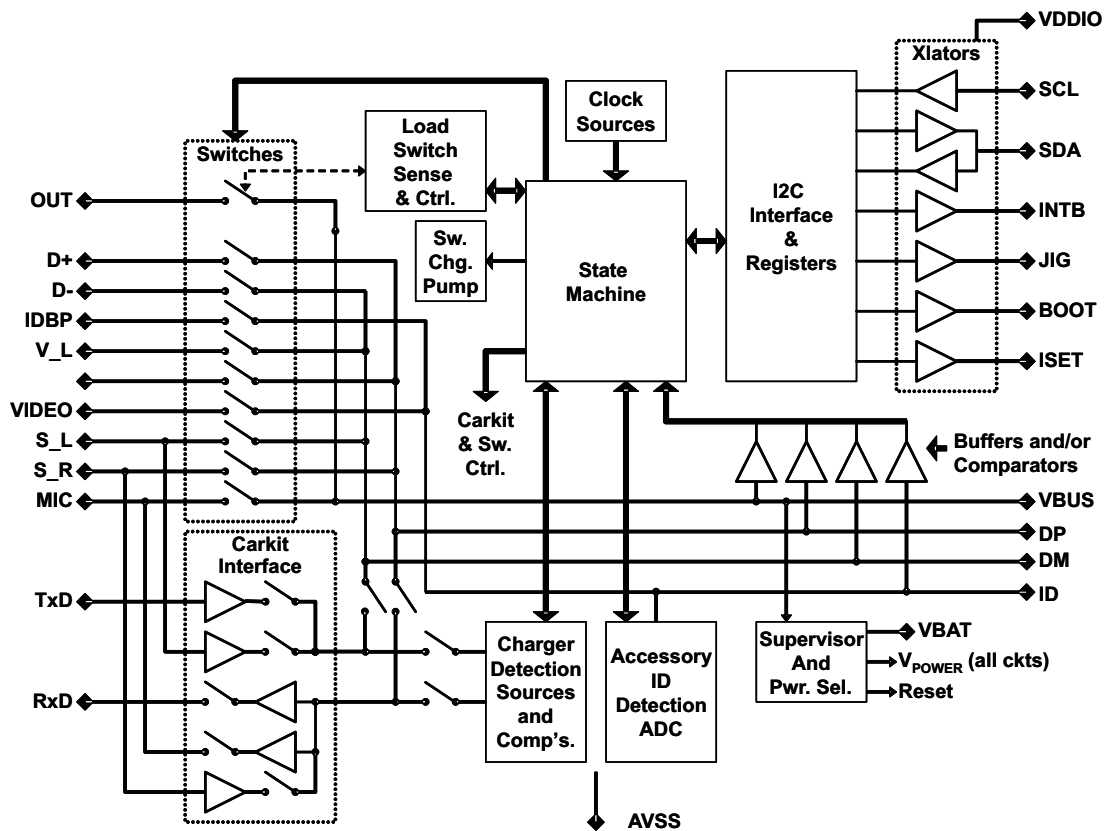 VDDIO
Xlators
SCL
SDA
INTB
JIG
BOOT
ISET
Clock
Sources
Load
Switch
Sense
& Ctrl.
Switches
Sw.
Chg.
Pump
State
Machine
I2C
Interface
&
Registers
OUT
D+
D-
IDBP
V_L
VIDEO
S_L
S_R
MIC
Carkit
& Sw.
Ctrl.
Buffers and/or
Comparators
VBUS
DP
DM
ID
Carkit
Interface
TxD
RxD
Charger
Detection
Sources
and
Comp's.
Accessory
ID
Detection
ADC
Supervisor
And
Pwr. Sel.
VBAT
VPOWER (all ckts)
Reset
AVSS